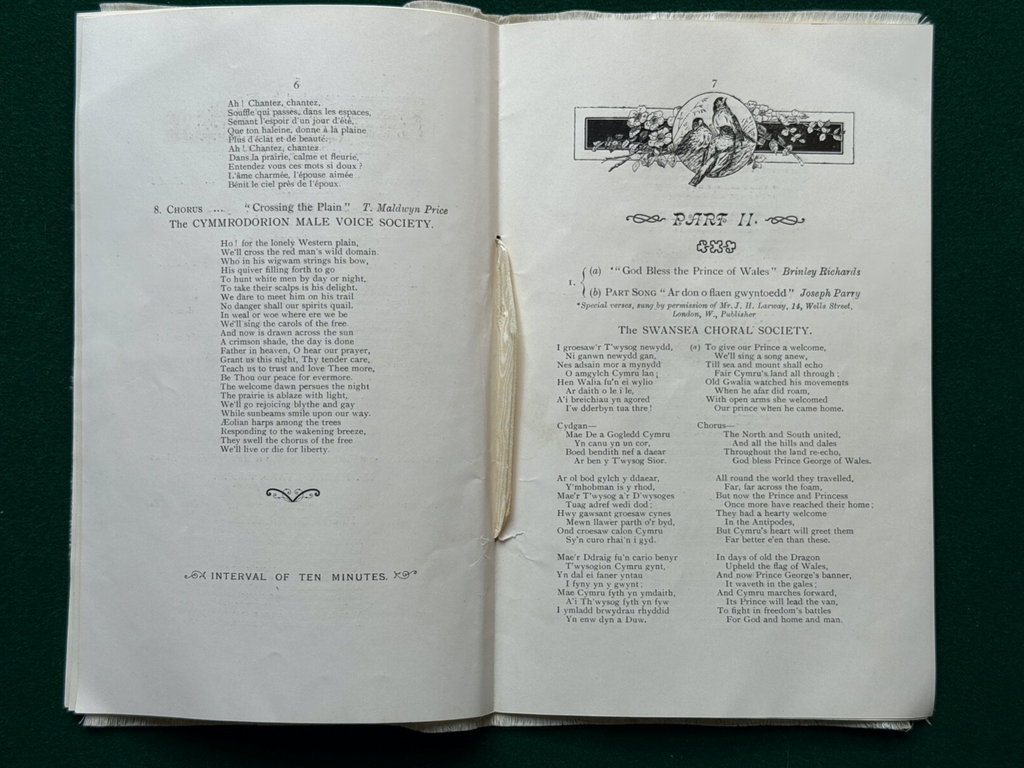 6
Ah ! Chantez, chantez,
Souffle qui passes, dans les espaces,
Semant l'espoir d'un jour d'été,
Que ton haleine, donne à la plaine
Plus d'éclat et de beauté.
Ah ! Chantez, chantez
Dans la prairie, calme et fleurie,
Entendez vous ces mots si doux ?
L'âme charmée, l'épouse aimée
Bénit le ciel près de l'époux.
8. CHORUS .... "Crossing the Plain" T. Maldwyn Price
The CYMMRODORION MALE VOICE SOCIETY.
Ho ! for the lonely Western plain,
We'll cross the red man's wild domain
Who in his wigwam strings his bow,
His quiver filling forth to go
To hunt white men by day or night,
To take their scalps is his delight.
We dare to meet him on his trail
No danger shall our spirits quail.
In weal or woe where ere we be
We'll sing the carols of the free
And now is drawn across the sun
A crimson shade, the day is done
Father in heaven, O hear our prayer,
Grant us this night, Thy tender care,
Teach us to trust and love Thee more,
Be Thou our peace for evermore.
The welcome dawn persues the night
The prairie is ablaze with light,
We'll go rejoicing blythe and gay
While sunbeams smile upon our way.
Æolian harps among the trees
Responding to the wakening breeze,
They swell the chorus of the free
We'll live or die for liberty.
INTERVAL OF TEN MINUTES.
7
PART II.
1. { (a) *"God Bless the Prince of Wales" Brinley Richards
(b) PART SONG "Ar don o flaen gwyntoedd" Joseph Parry
*Special verses, sung by permission of Mr. J. H. Larway, 14, Wells Street,
London, W., Publisher
The SWANSEA CHORAL SOCIETY.
I groesaw'r T'wysog newydd,
Ni ganwn newydd gan,
Nes adsain mor a mynydd
O amgylch Cymru lan ;
Hen Walia fu'n ei wylio
Ar daith o le i le,
A'i breichiau yn agored
I'w dderbyn tua thre !
Cydgan—
Mae De a Gogledd Cymru
Yn canu yn un cor,
Boed bendith nef a daear
Ar ben y T'wysog Sior.
Ar ol bod gylch y ddaear,
Y'mhobman is y rhod,
Mae'r T'wysog a'r D'wysoges
Tuag adref wedi dod ;
Hwy gawsant groesaw cynes
Mewn llawer parth o'r byd,
Ond croesaw calon Cymru
Sy'n curo rhai'n i gyd.
Mae'r Ddraig fu'n cario benyr
T'wysogion Cymru gynt,
Yn dal ei faner yntau
I fyny yn y gwynt ;
Mae Cymru fyth yn ymdaith,
A'i Th'wysog fyth yn fyw
I ymladd brwydrau rhyddid
Yn enw dyn a Duw.
(a) To give our Prince a welcome,
We'll sing a song anew,
Till sea and mount shall echo
Fair Cymru's land all through ;
Old Gwalia watched his movements
When he afar did roam,
With open arms she welcomed
Our prince when he came home.
Chorus—
The North and South united,
And all the hills and dales
Throughout the land re-echo,
God bless Prince George of Wales.
All round the world they travelled,
Far, far across the foam,
But now the Prince and Princess
Once more have reached their home ;
They had a hearty welcome
In the Antipodes,
But Cymru's heart will greet them
Far better e'en than these.
In days of old the Dragon
Upheld the flag of Wales,
And now Prince George's banner,
It waveth in the gales ;
And Cymru marches forward,
Its Prince will lead the van,
To fight in freedom's battles
For God and home and man.